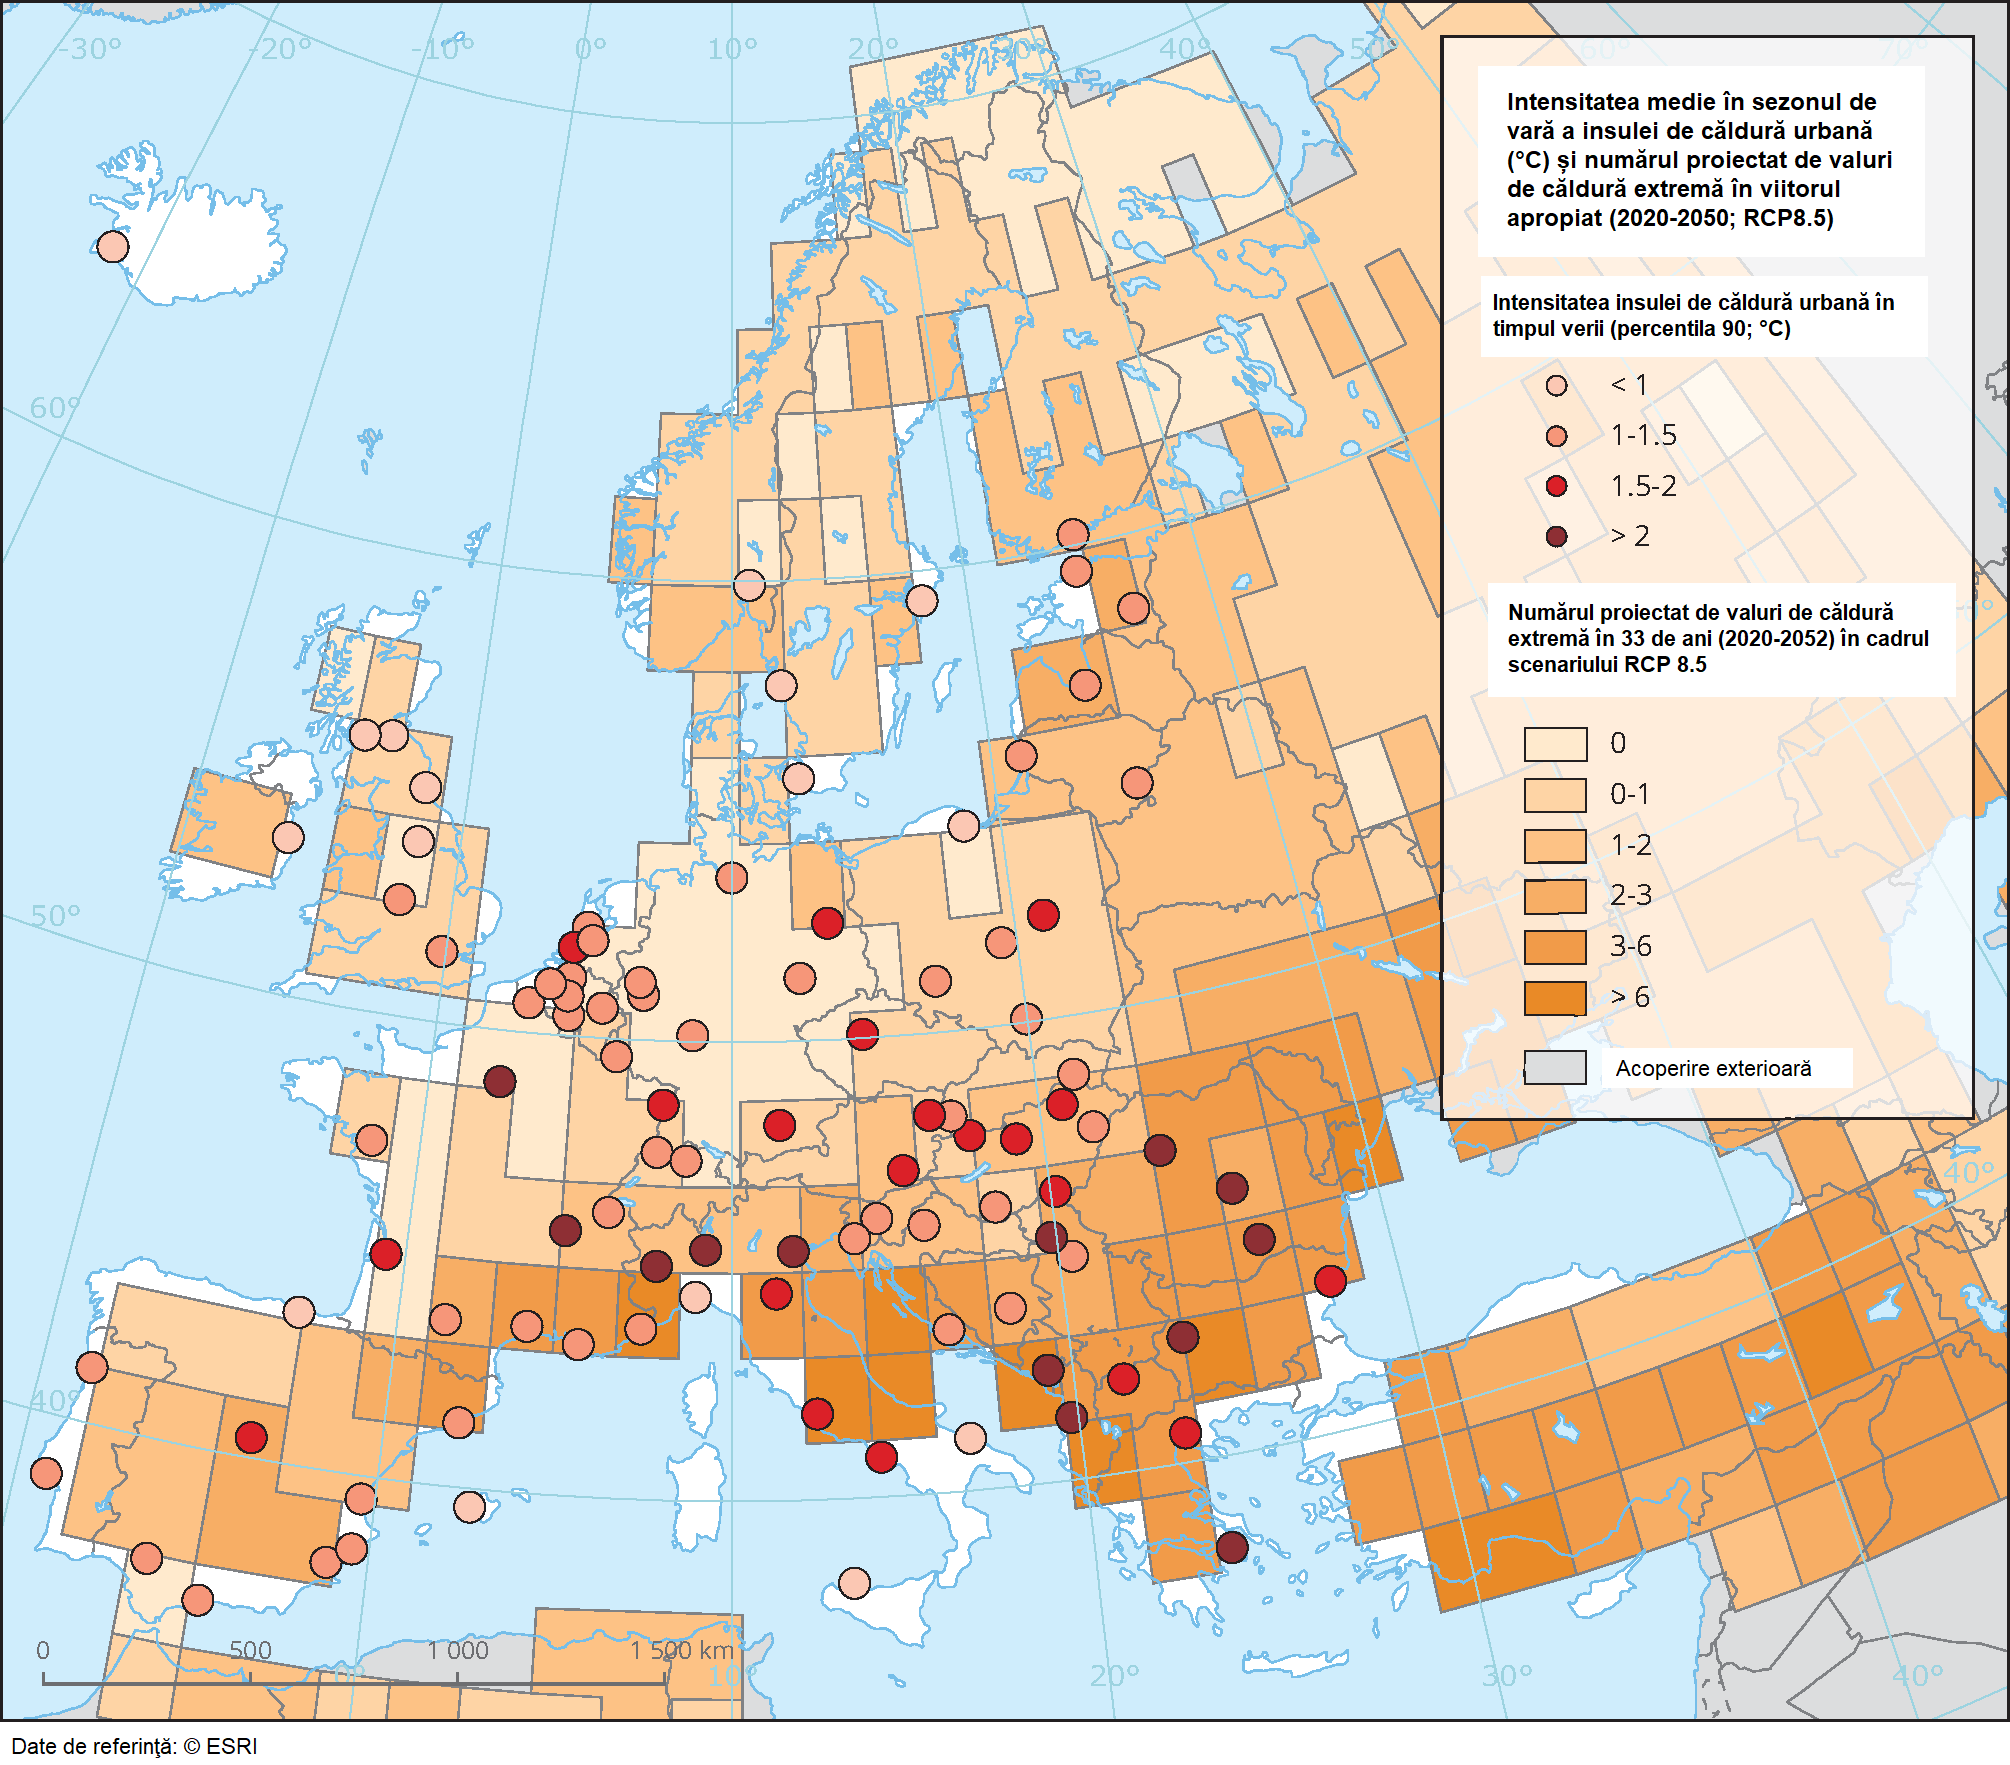 -30°
-20°
-10°
0°
10°
20°
30°
40°
50°
60°
70°
60°
50°
40°
40°
0°
10°
20°
30°
40°
Intensitatea medie în sezonul de
vară a insulei de căldură urbană
(°C) și numărul proiectat de valuri
de căldură extremă în viitorul
apropiat (2020-2050; RCP8.5)
Intensitatea insulei de căldură urbană în
timpul verii (percentila 90; °C)
< 1
1-1.5
1.5-2
> 2
Numărul proiectat de valuri de căldură
extremă în 33 de ani (2020-2052) în cadrul
scenariului RCP 8.5
0
0-1
1-2
2-3
3-6
> 6
Acoperire exterioară
0 500 1 000 1 500 km
Date de referinţă: © ESRI